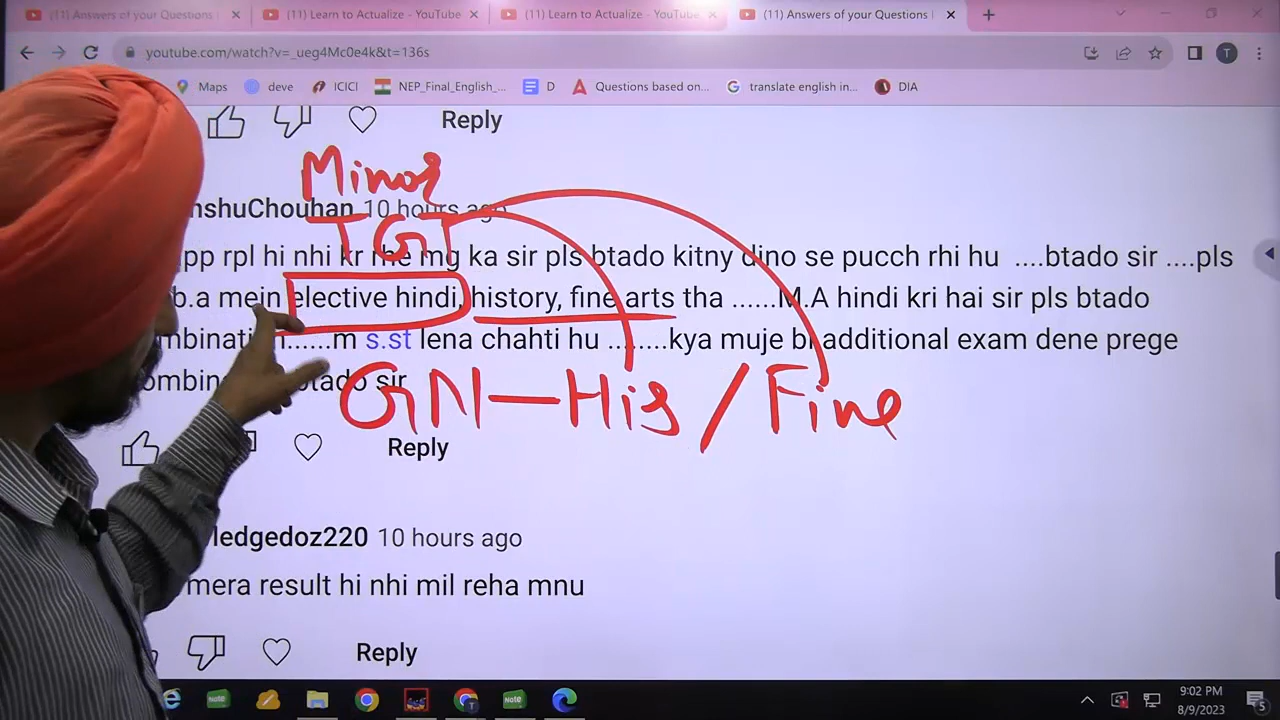 (11) Answers of your Questions |
(11) Learn to Actualize - YouTube
(11) Learn to Actualize - YouTube
(11) Answers of your Questions |
youtube.com/watch?v=_ueg4Mc0e4k&t=136s
T
Maps
deve
ICICI
NEP_Final_English_...
D
Questions based on...
translate english in...
DIA
Reply
Minor
nshuChouhan 10 hours ago
TGT
pp rpl hi nhi kr rhe mg ka sir pls btado kitny dino se pucch rhi hu ....btado sir ....pls
b.a mein elective hindi, history, fine arts tha ......M.A hindi kri hai sir pls btado
mbinati n......m s.st lena chahti hu ........kya muje bi additional exam dene prege
ombin btado sir
GN - His / Fine
Reply
ledgedoz220 10 hours ago
mera result hi nhi mil reha mnu
Reply
Note
Note
9:02 PM
8/9/2023
5